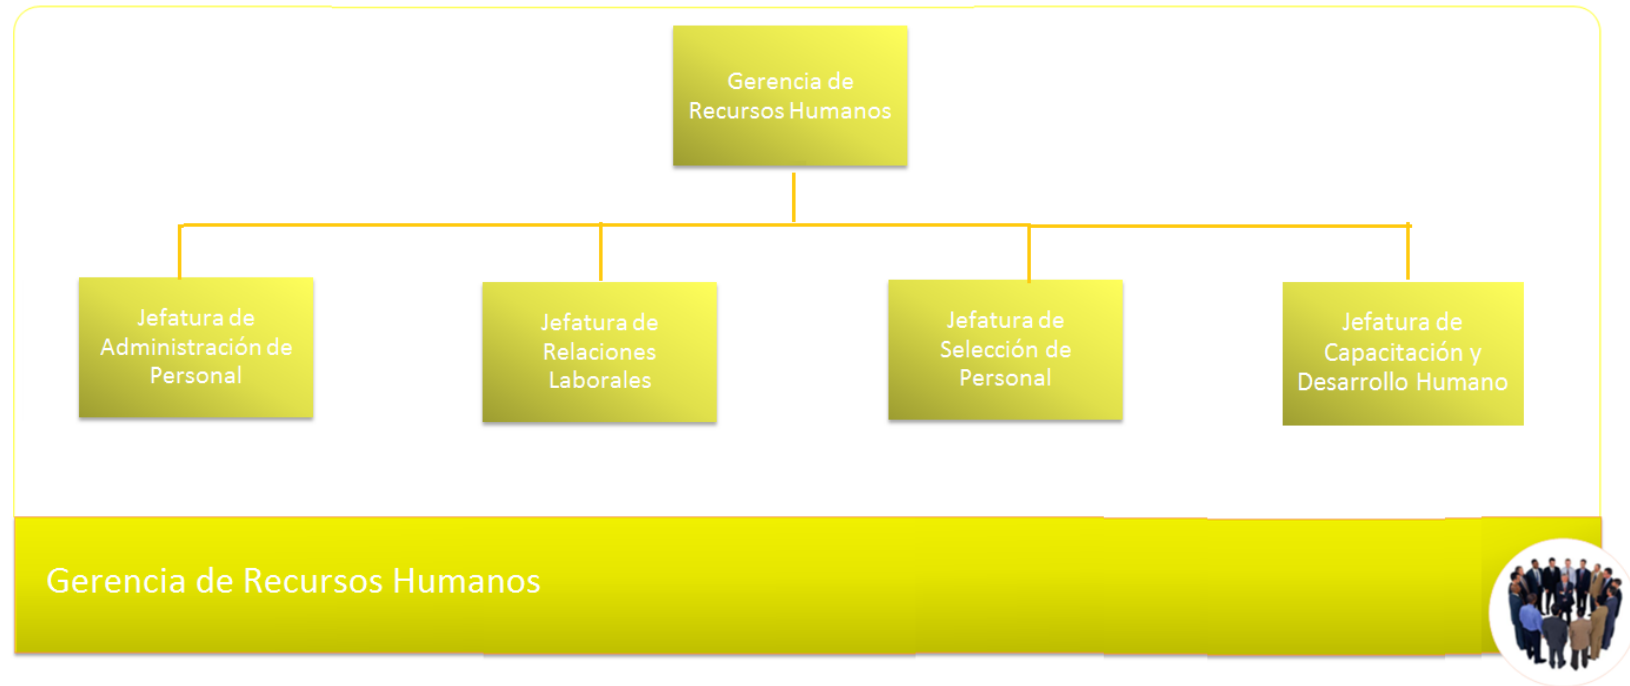 Gerencia de
Recursos Humanos
Jefatura de
Administración de
Personal
Jefatura de
Relaciones
Laborales
Jefatura de
Selección de
Personal
Jefatura de
Capacitación y
Desarrollo Humano
Gerencia de Recursos Humanos